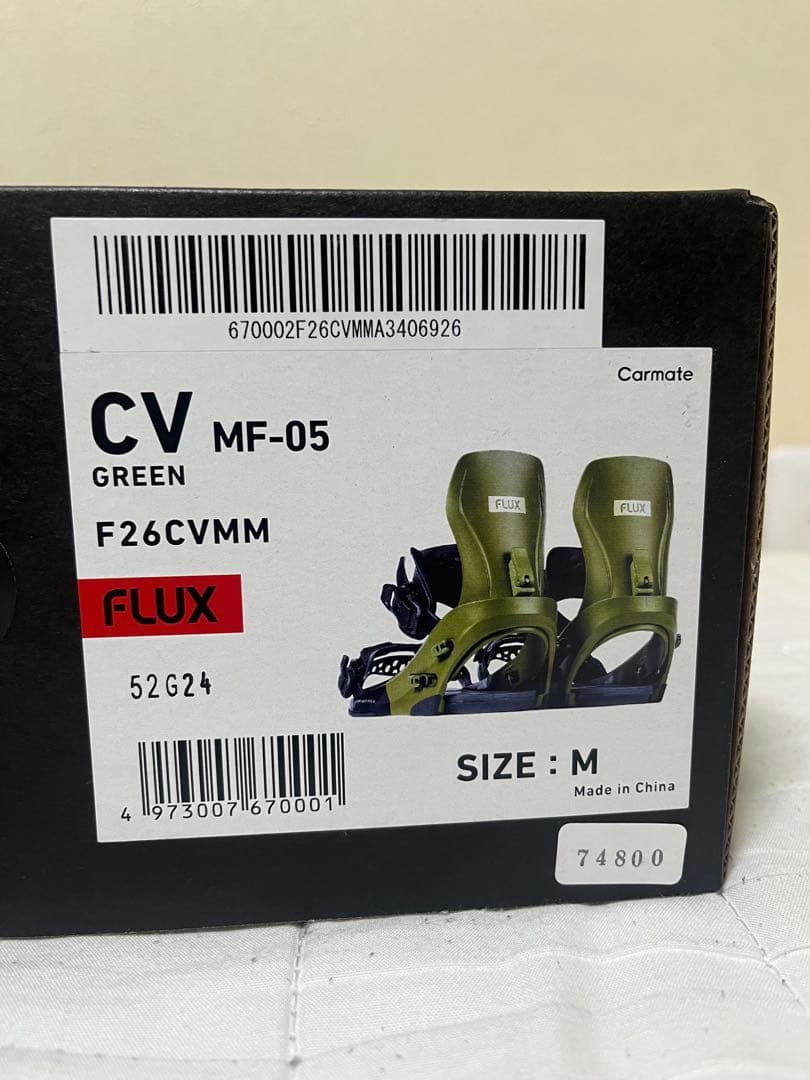 670002F26CVMMA3406926
Carmate
CV MF-05
GREEN
F26CVMM
FLUX
FLUX
FLUX
52G24
SIZE : M
Made in China
4 973007 670001
74800